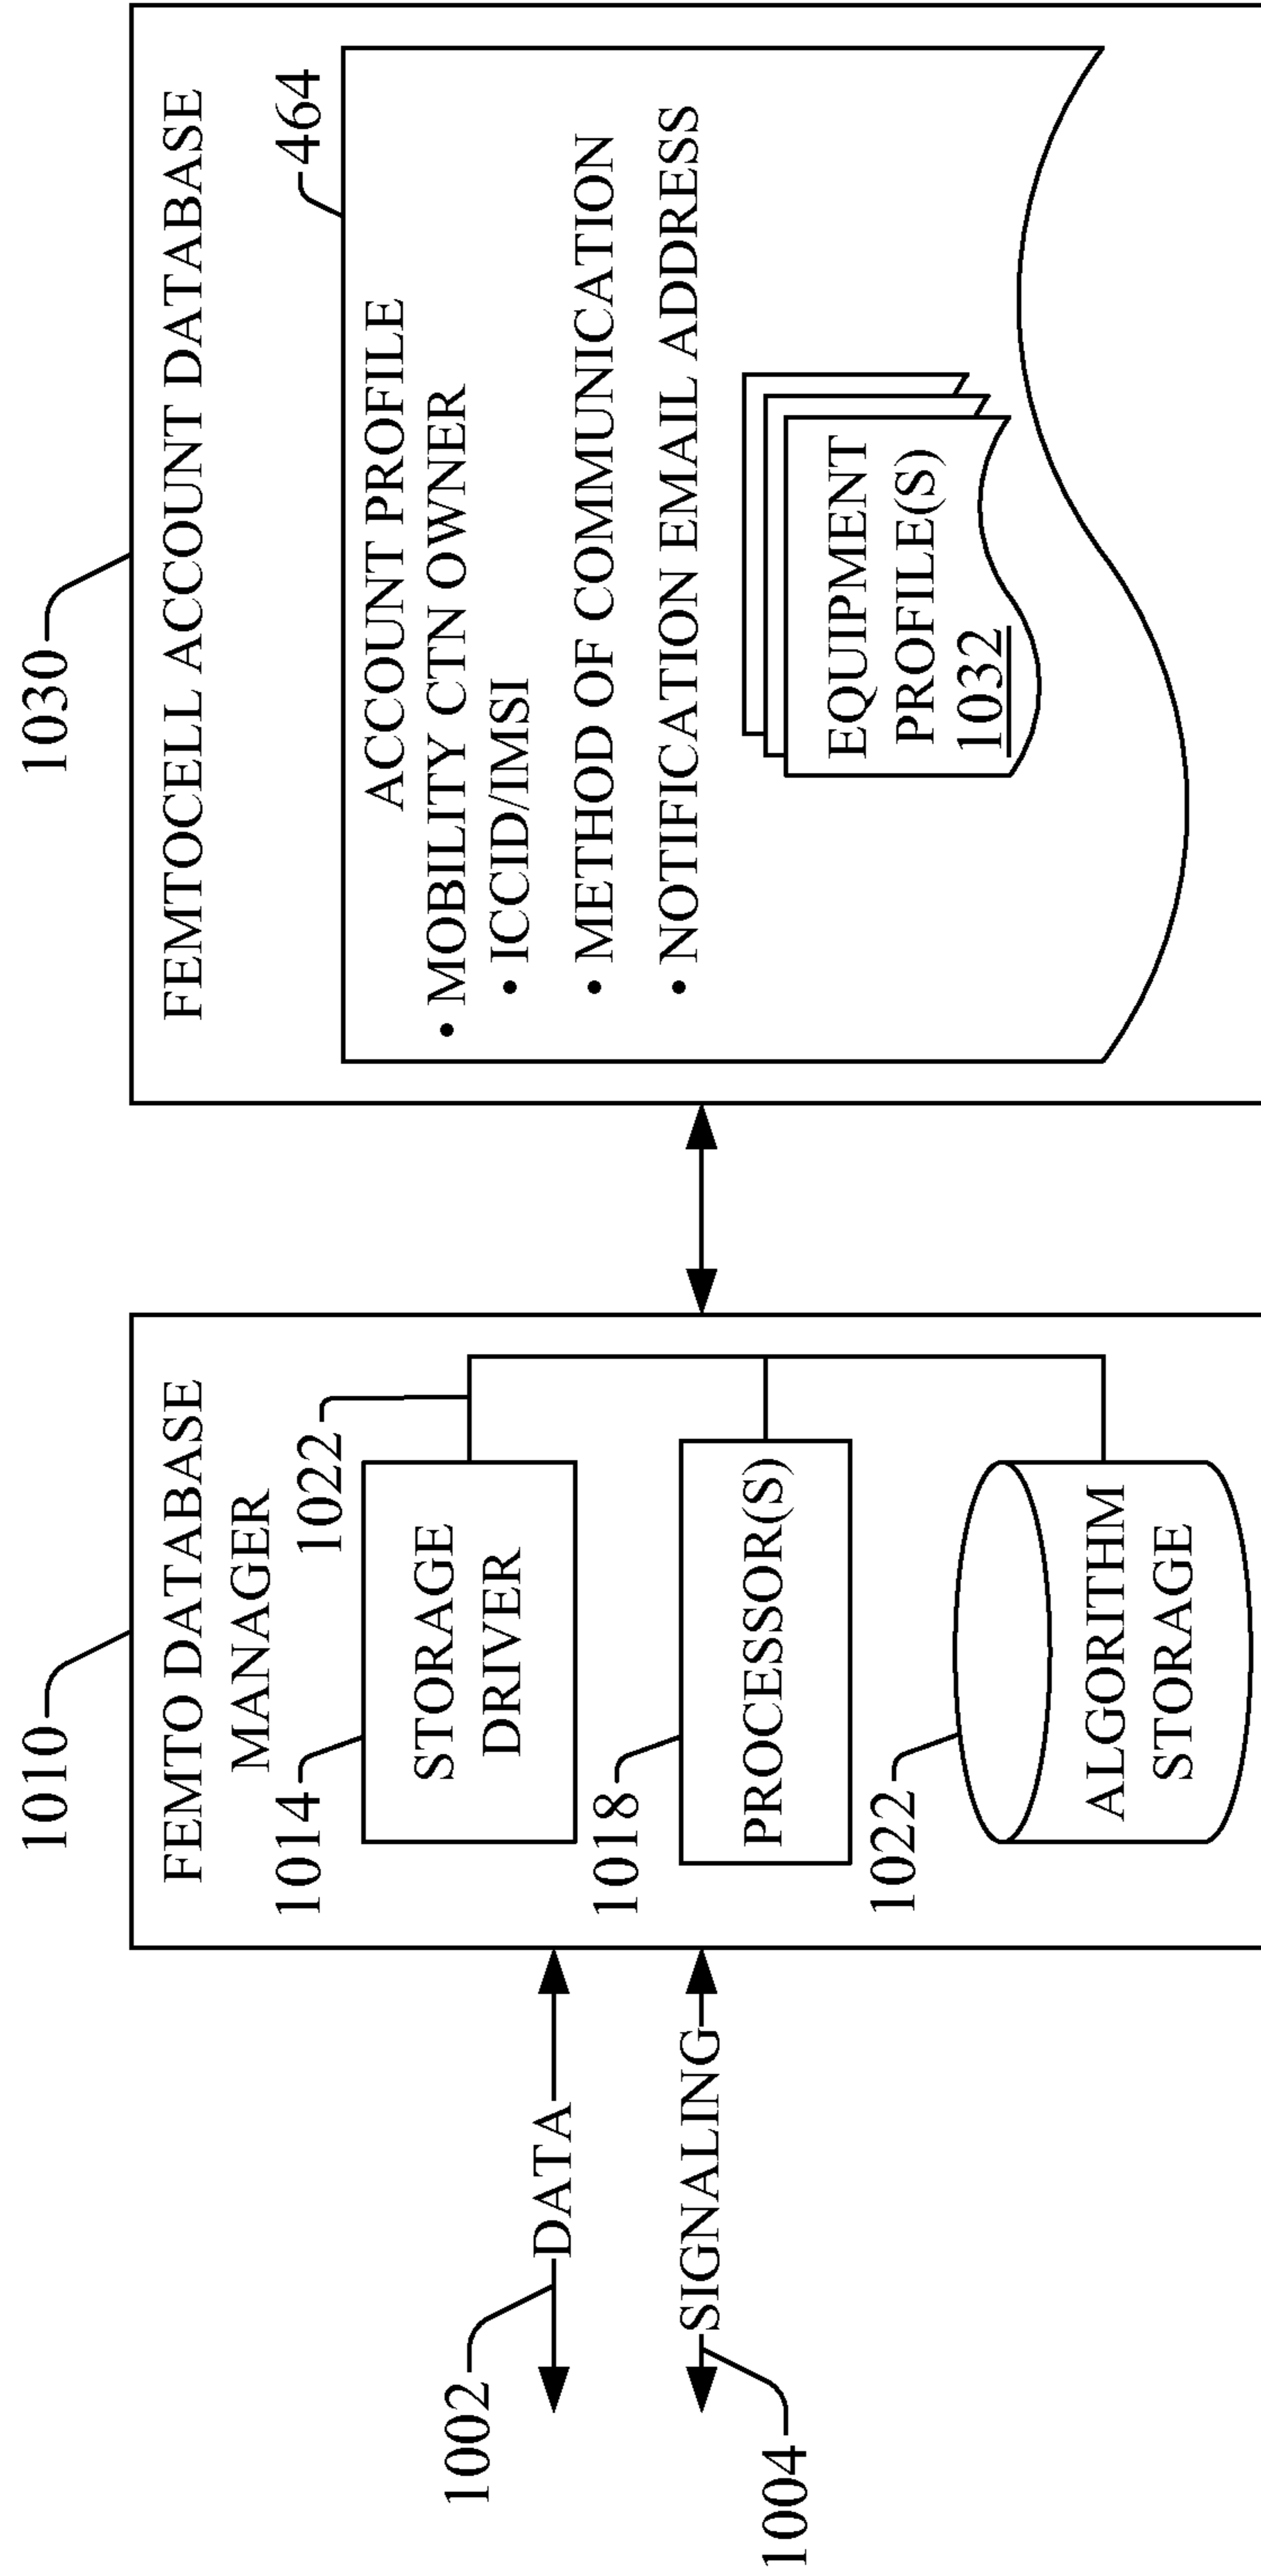 1010
FEMTO DATABASE
MANAGER
1014
STORAGE
DRIVER
1022
1018
PROCESSOR(S)
1022
ALGORITHM
STORAGE
1002
DATA
SIGNALING
1004
1030
FEMTOCELL ACCOUNT DATABASE
464
ACCOUNT PROFILE
• MOBILITY CTN OWNER
• ICCID/IMSI
• METHOD OF COMMUNICATION
• NOTIFICATION EMAIL ADDRESS
EQUIPMENT
PROFILE(S)
1032